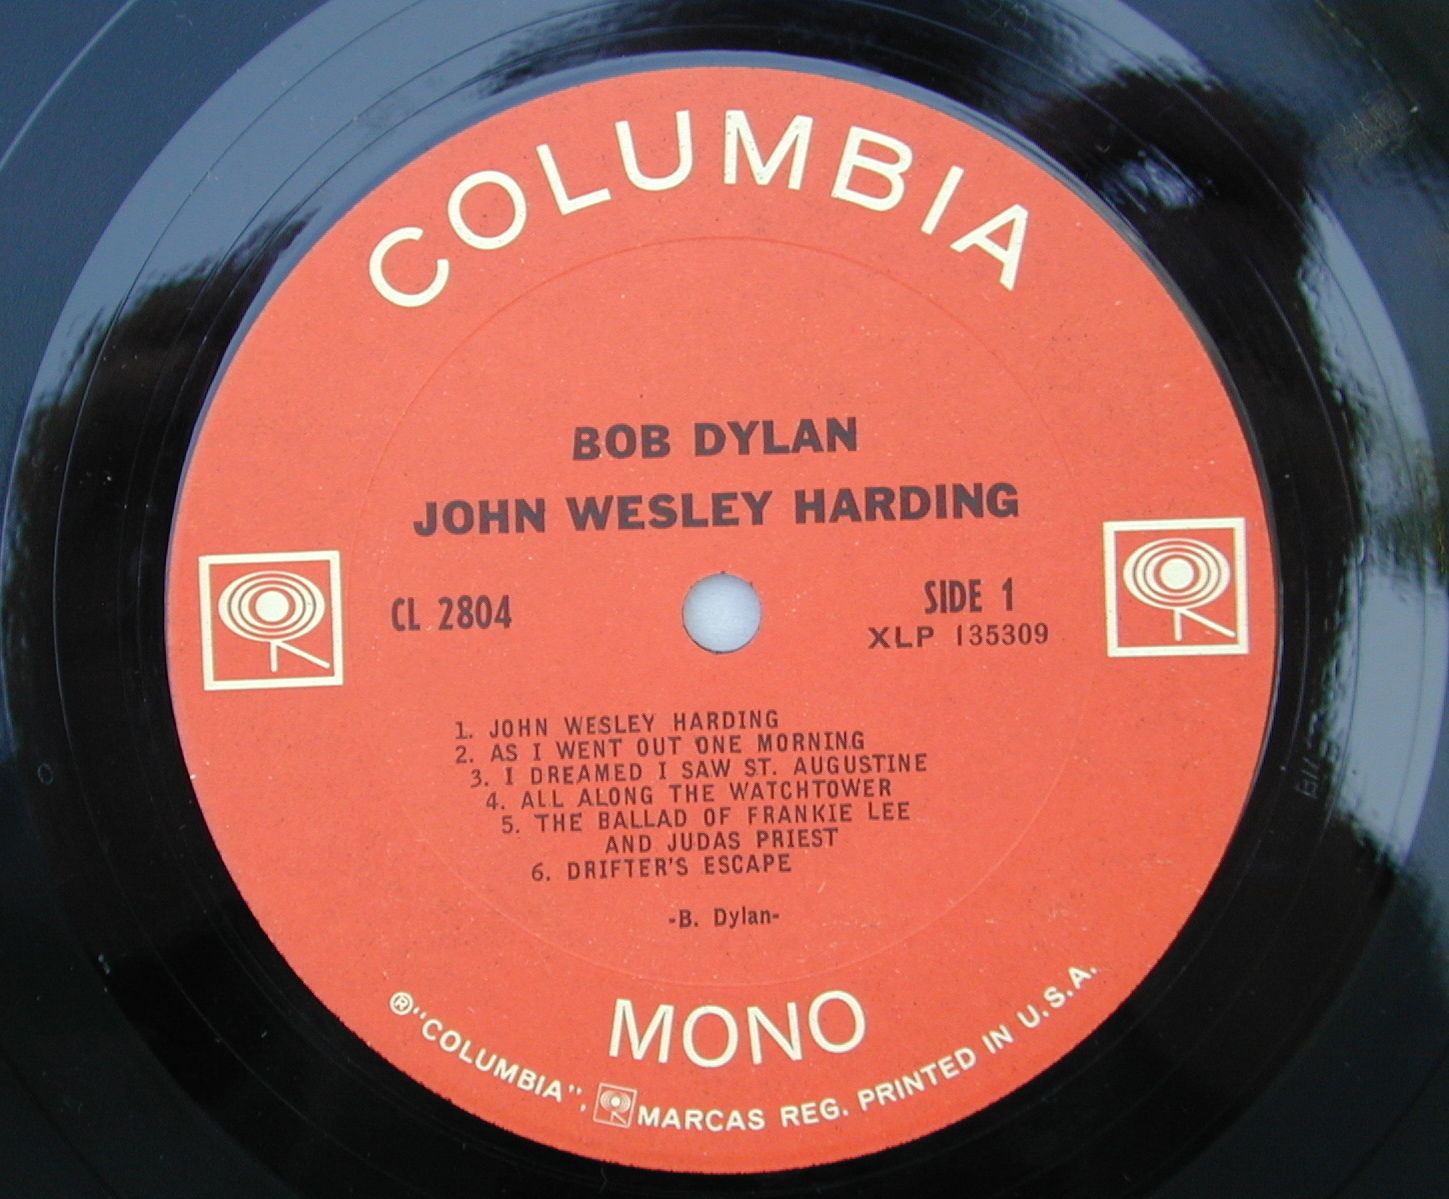 COLUMBIA
BOB DYLAN
JOHN WESLEY HARDING
CL 2804
SIDE 1
XLP 135309
1. JOHN WESLEY HARDING
2. AS I WENT OUT ONE MORNING
3. I DREAMED I SAW ST. AUGUSTINE
4. ALL ALONG THE WATCHTOWER
5. THE BALLAD OF FRANKIE LEE
AND JUDAS PRIEST
6. DRIFTER'S ESCAPE
-B. Dylan-
MONO
®"COLUMBIA", MARCAS REG. PRINTED IN U.S.A.